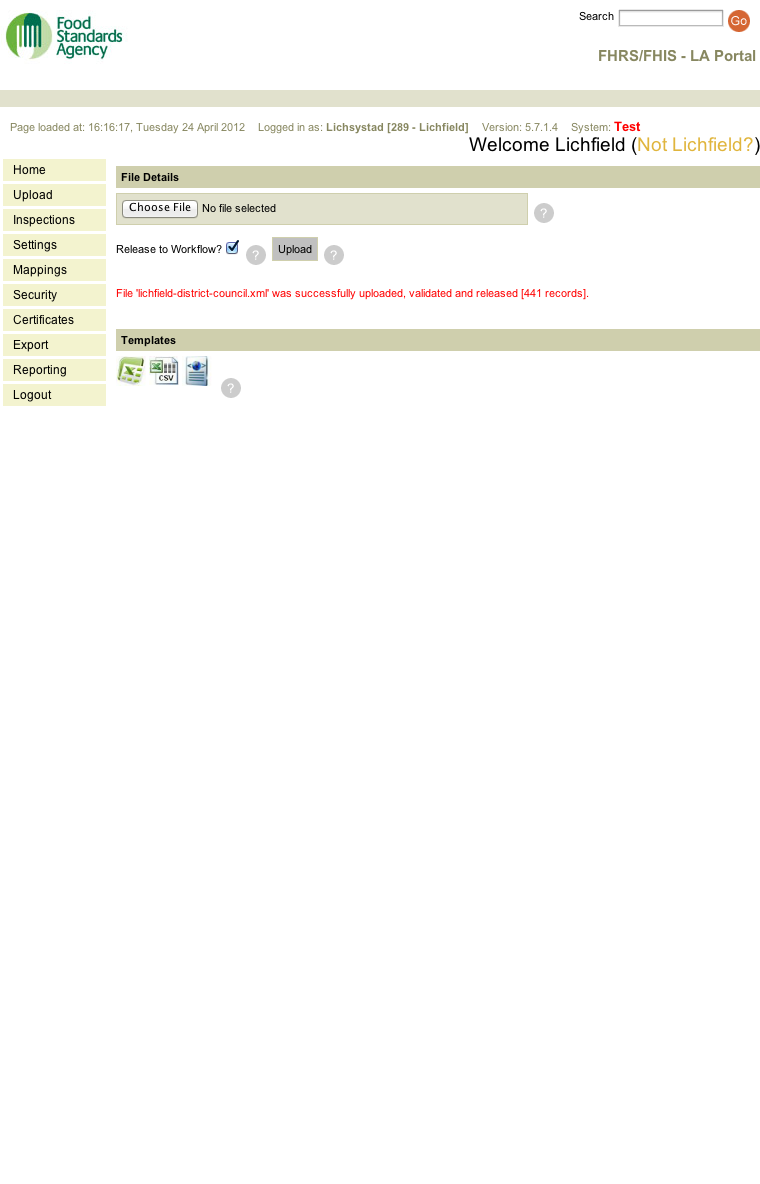 Food
Standards
Agency
Search Go
FHRS/FHIS - LA Portal
Page loaded at: 16:16:17, Tuesday 24 April 2012 Logged in as: Lichsystad [289 - Lichfield] Version: 5.7.1.4 System: Test
Welcome Lichfield (Not Lichfield?)
Home
Upload
Inspections
Settings
Mappings
Security
Certificates
Export
Reporting
Logout
File Details
Choose File No file selected ?
Release to Workflow? ? Upload ?
File 'lichfield-district-council.xml' was successfully uploaded, validated and released [441 records].
Templates
CSV
?